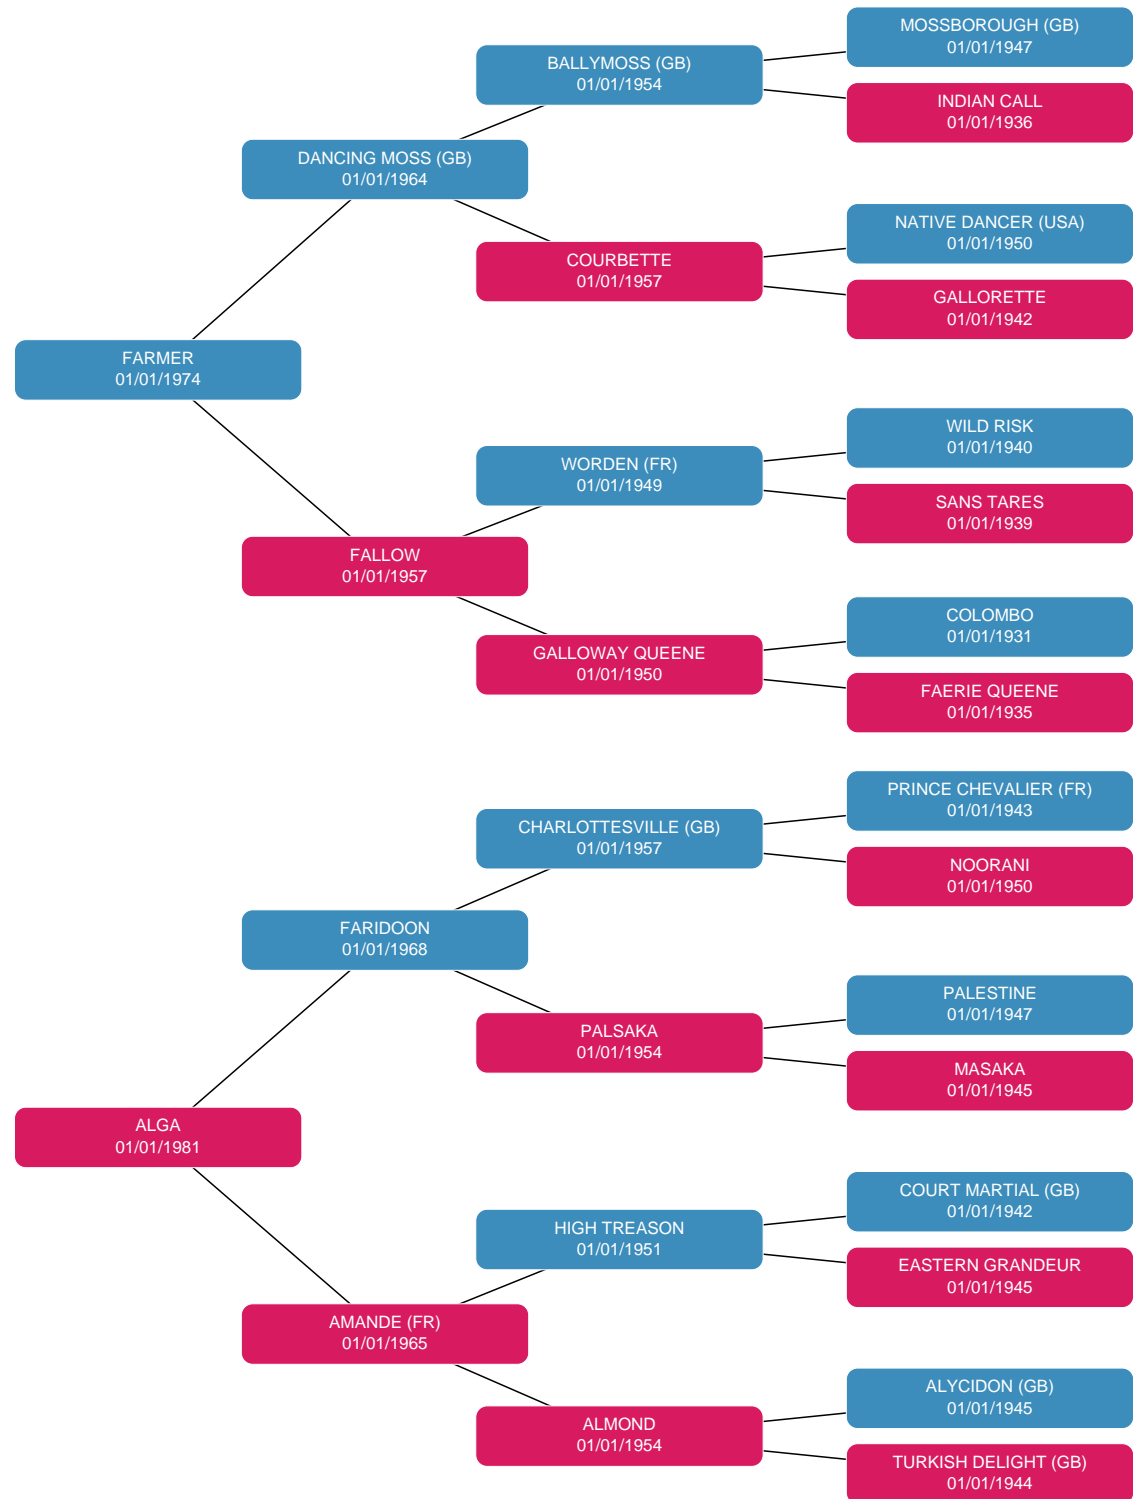 MOSSBOROUGH (GB)
01/01/1947
BALLYMOSS (GB)
01/01/1954
INDIAN CALL
01/01/1936
DANCING MOSS (GB)
01/01/1964
NATIVE DANCER (USA)
01/01/1950
COURBETTE
01/01/1957
GALLORETTE
01/01/1942
FARMER
01/01/1974
WILD RISK
01/01/1940
WORDEN (FR)
01/01/1949
SANS TARES
01/01/1939
FALLOW
01/01/1957
COLOMBO
01/01/1931
GALLOWAY QUEENE
01/01/1950
FAERIE QUEENE
01/01/1935
PRINCE CHEVALIER (FR)
01/01/1943
CHARLOTTESVILLE (GB)
01/01/1957
NOORANI
01/01/1950
FARIDOON
01/01/1968
PALESTINE
01/01/1947
PALSAKA
01/01/1954
MASAKA
01/01/1945
ALGA
01/01/1981
COURT MARTIAL (GB)
01/01/1942
HIGH TREASON
01/01/1951
EASTERN GRANDEUR
01/01/1945
AMANDE (FR)
01/01/1965
ALYCIDON (GB)
01/01/1945
ALMOND
01/01/1954
TURKISH DELIGHT (GB)
01/01/1944